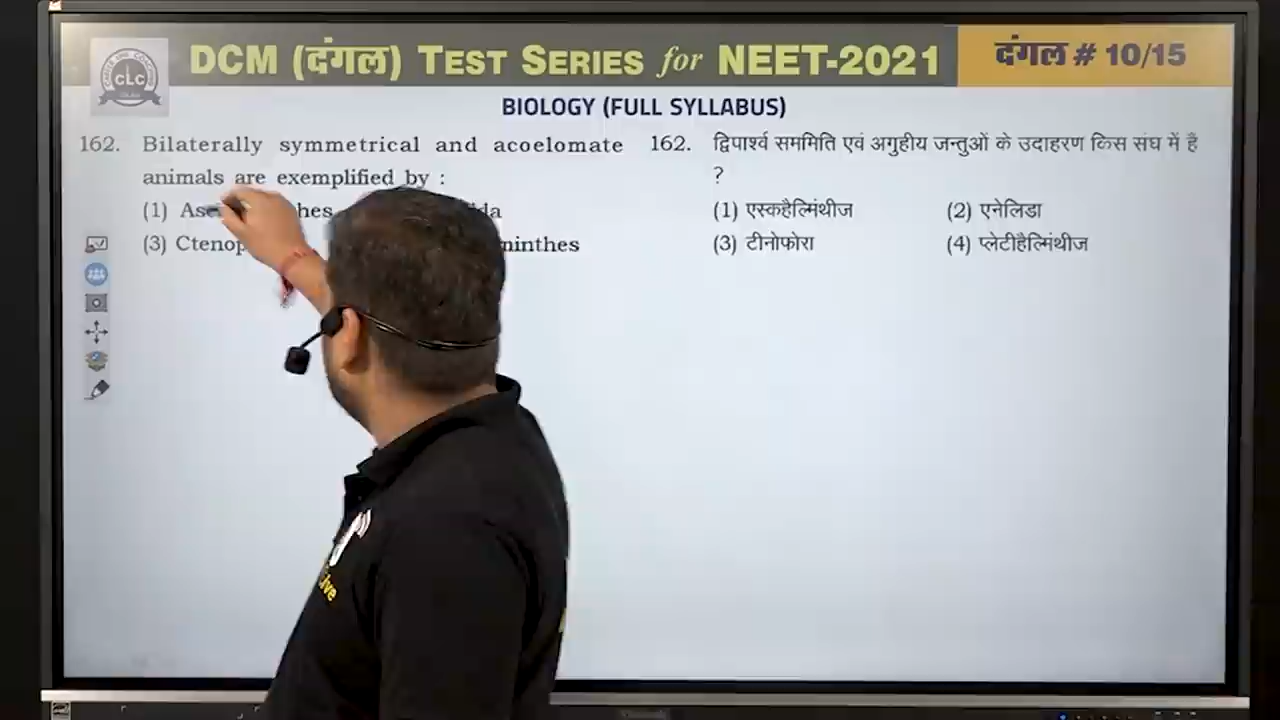 DCM (दंगल) TEST SERIES for NEET-2021
दंगल # 10/15
CLC
BIOLOGY (FULL SYLLABUS)
162. Bilaterally symmetrical and acoelomate
animals are exemplified by :
(1)
(3)
162. द्विपार्श्व सममिति एवं अगुहीय जन्तुओं के उदाहरण किस संघ में है
?
(1) एस्कहैल्मिंथीज (2) एनेलिडा
(3) टीनोफोरा (4) प्लेटीहैल्मिंथीज